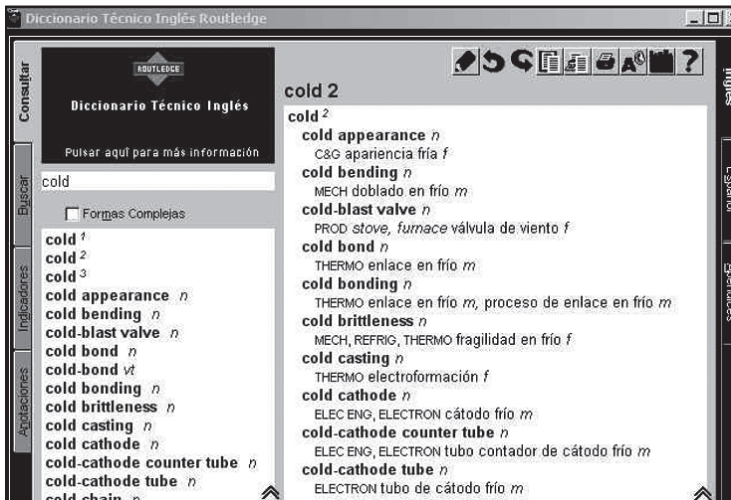 Diccionario Técnico Inglés Routledge
Consultar
Buscar
Indicadores
Anotaciones
ROUTLEDGE
Diccionario Técnico Inglés
Pulsar aquí para más información
cold
Formas Complejas
cold 1
cold 2
cold 3
cold appearance n
cold bending n
cold-blast valve n
cold bond n
cold-bond vt
cold bonding n
cold brittleness n
cold casting n
cold cathode n
cold-cathode counter tube n
cold-cathode tube n
cold chain n
cold 2
cold 2
cold appearance n
C&G apariencia fría f
cold bending n
MECH doblado en frío m
cold-blast valve n
PROD stove, furnace válvula de viento f
cold bond n
THERMO enlace en frío m
cold bonding n
THERMO enlace en frío m, proceso de enlace en frío m
cold brittleness n
MECH, REFRIG, THERMO fragilidad en frío f
cold casting n
THERMO electroformación f
cold cathode n
ELEC ENG, ELECTRON cátodo frío m
cold-cathode counter tube n
ELEC ENG, ELECTRON tubo contador de cátodo frío m
cold-cathode tube n
ELECTRON tubo de cátodo frío m
Inglés
Español